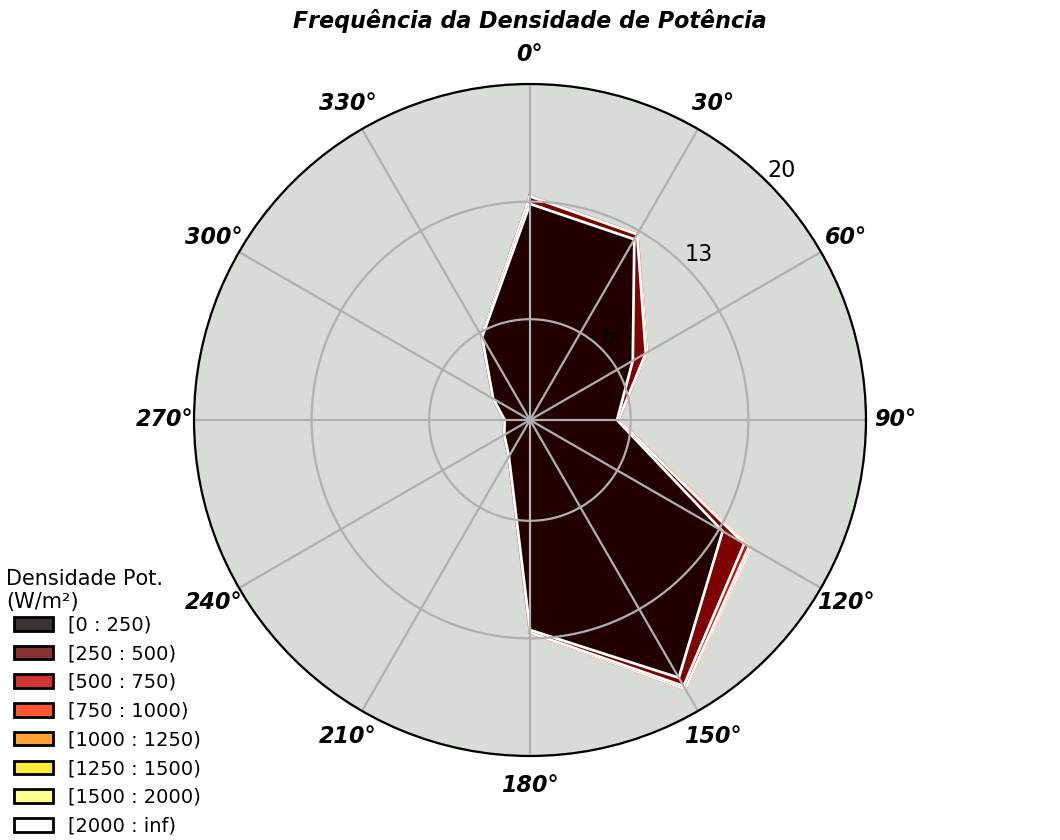 Frequência da Densidade de Potência
0°
30°
60°
90°
120°
150°
180°
210°
240°
270°
300°
330°
6
13
20
Densidade Pot.
(W/m²)
[0 : 250)
[250 : 500)
[500 : 750)
[750 : 1000)
[1000 : 1250)
[1250 : 1500)
[1500 : 2000)
[2000 : inf)